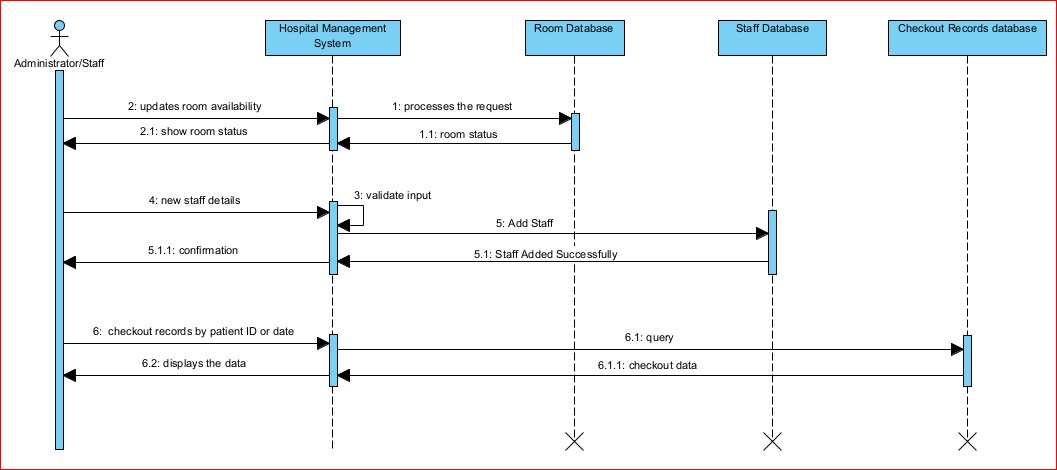 Hospital Management
System
Room Database
Staff Database
Checkout Records database
Administrator/Staff
2: updates room availability
1: processes the request
2.1: show room status
1.1: room status
3: validate input
4: new staff details
5: Add Staff
5.1.1: confirmation
5.1: Staff Added Successfully
6:  checkout records by patient ID or date
6.1: query
6.2: displays the data
6.1.1: checkout data